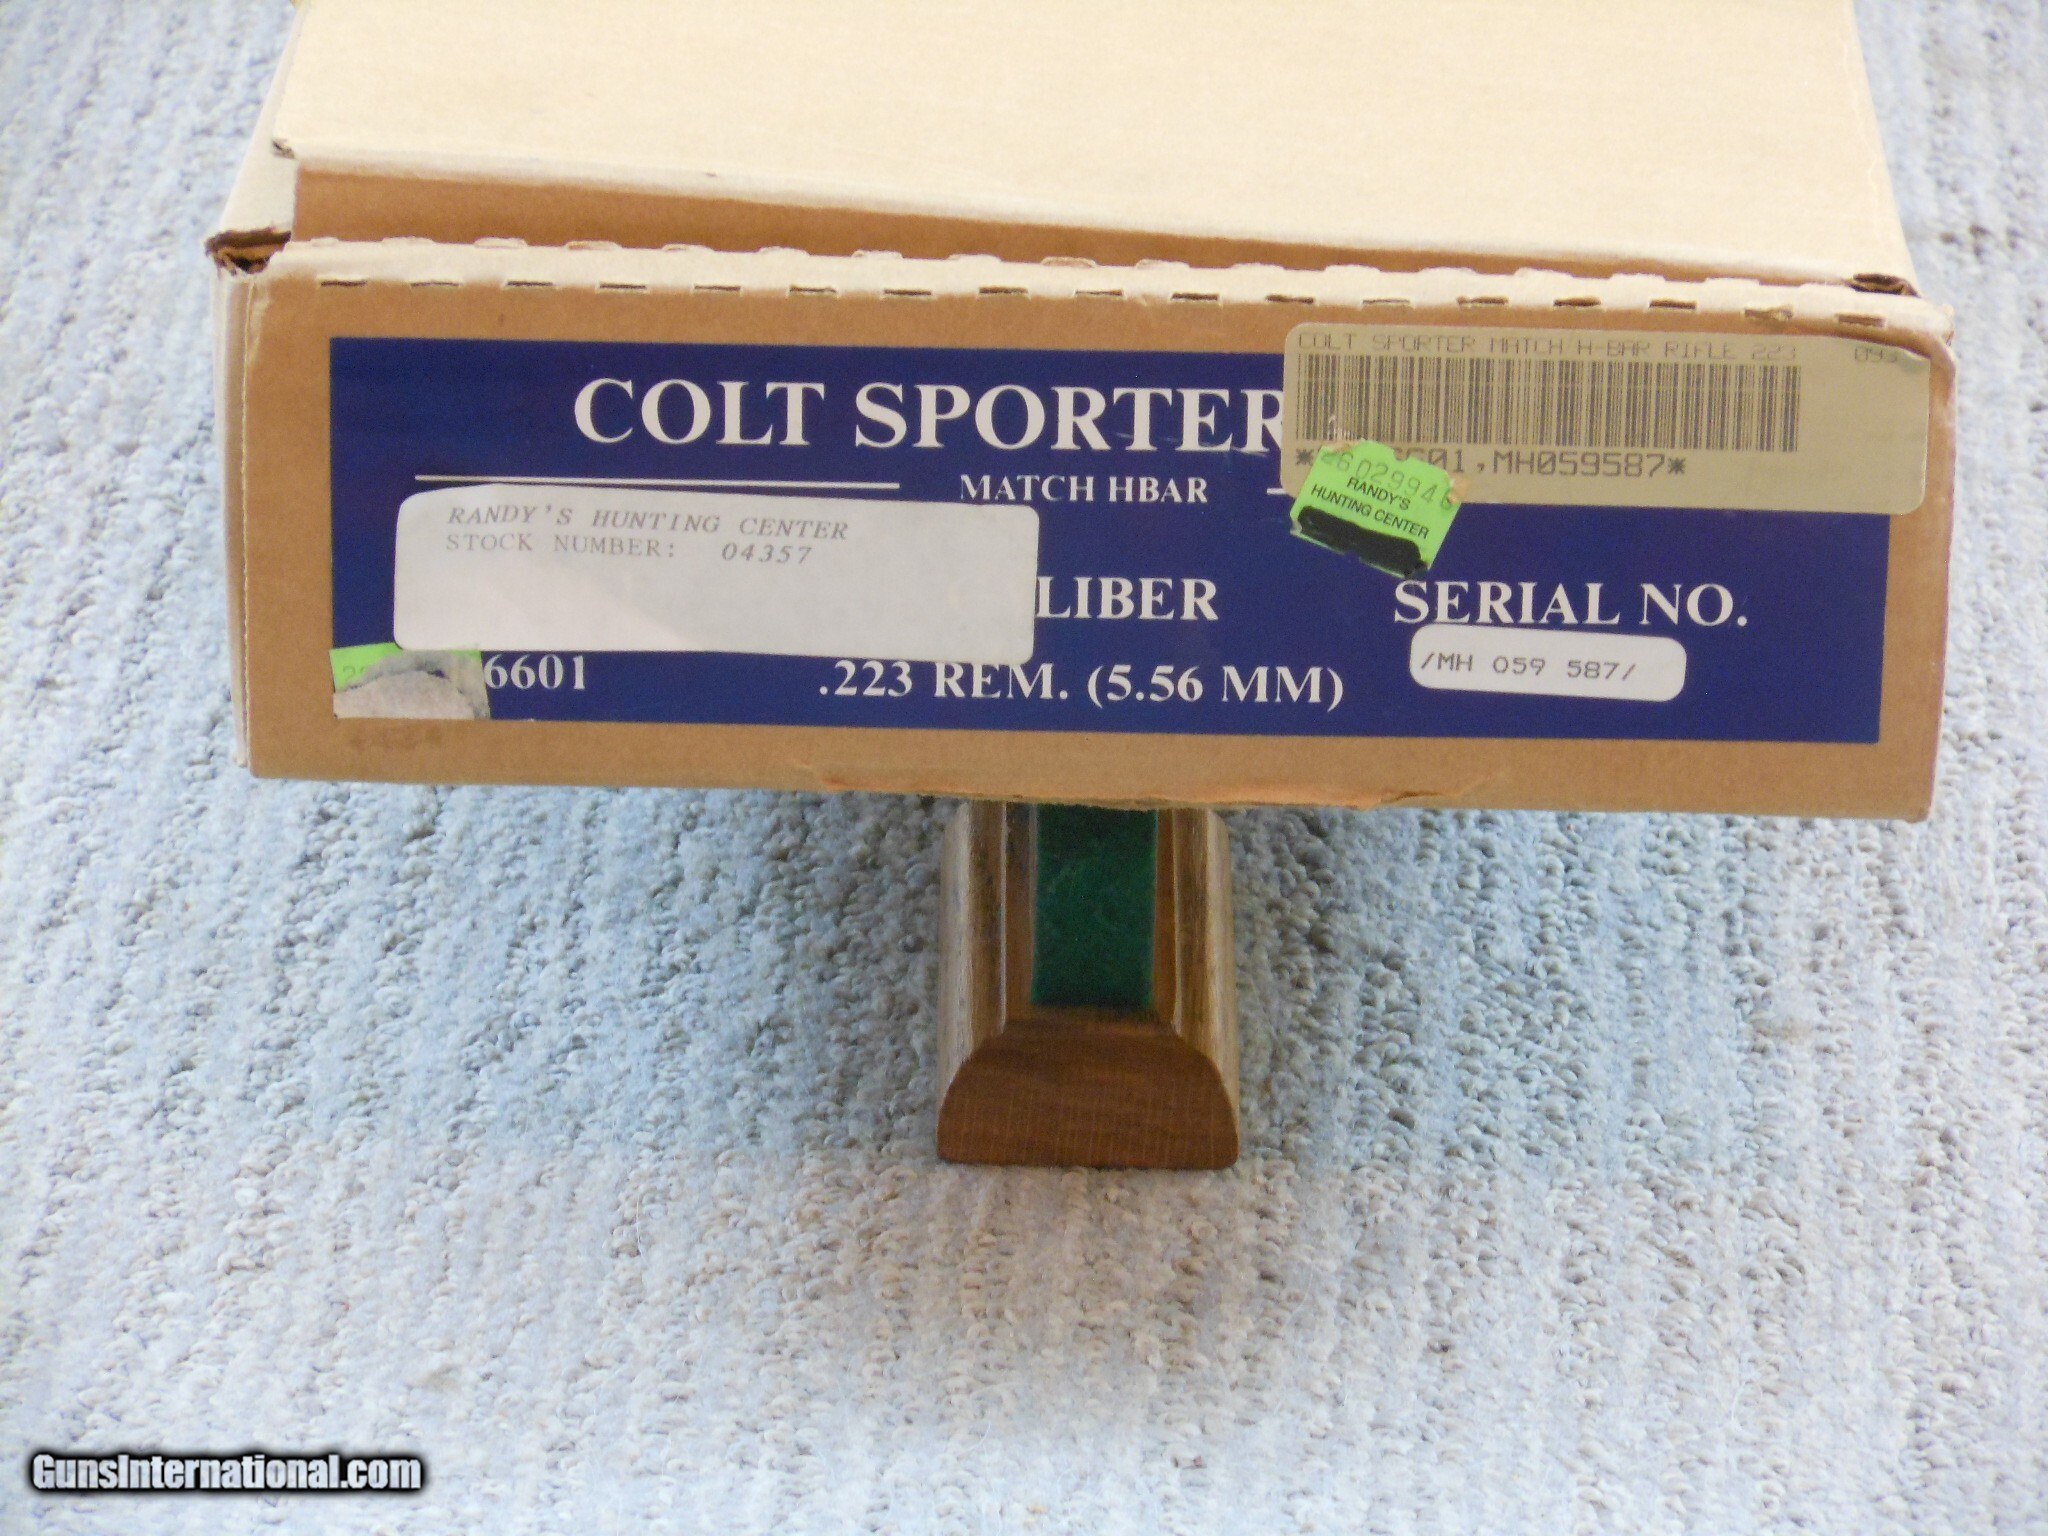 COLT SPORTER
MATCH HBAR
COLT SPORTER MATCH H-BAR RIFLE 223
6601,MH059587*
RANDY'S
HUNTING CENTER
RANDY'S HUNTING CENTER
STOCK NUMBER: 04357
LIBER
SERIAL NO.
6601
.223 REM. (5.56 MM)
/MH 059 587/
GunsInternational.com